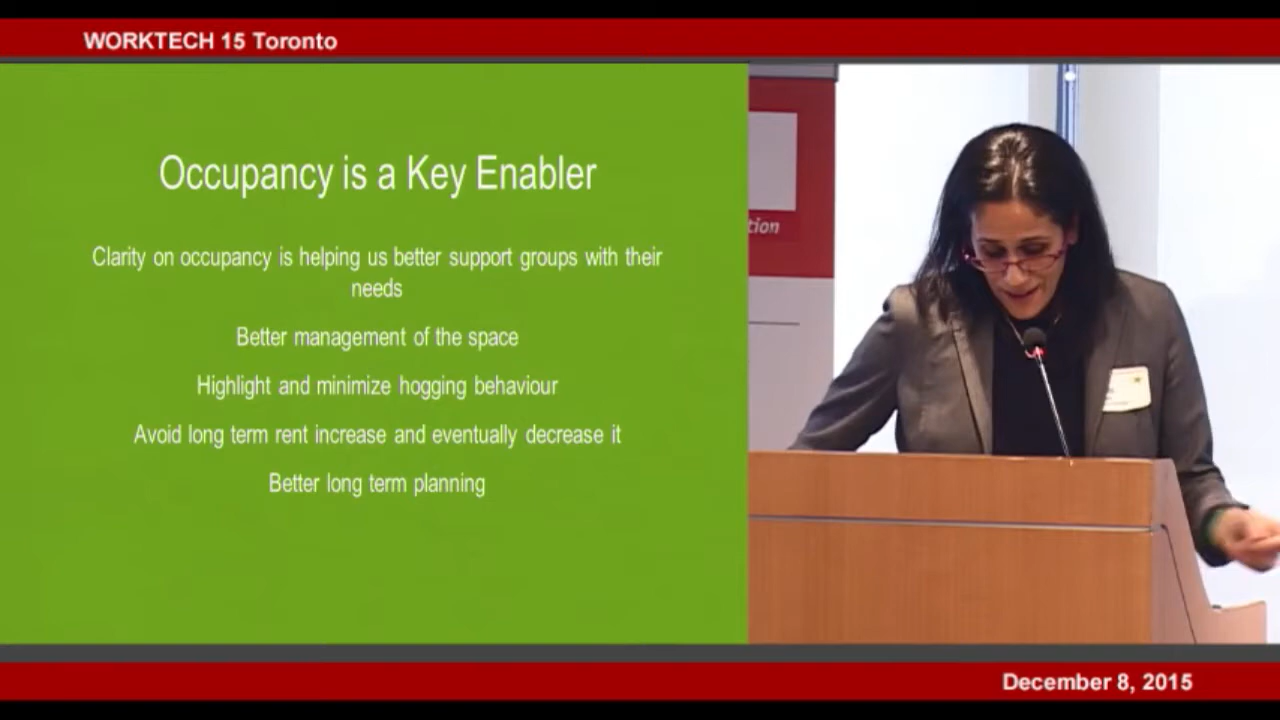 WORKTECH 15 Toronto
Occupancy is a Key Enabler
Clarity on occupancy is helping us better support groups with their
needs
Better management of the space
Highlight and minimize hogging behaviour
Avoid long term rent increase and eventually decrease it
Better long term planning
tion
December 8, 2015